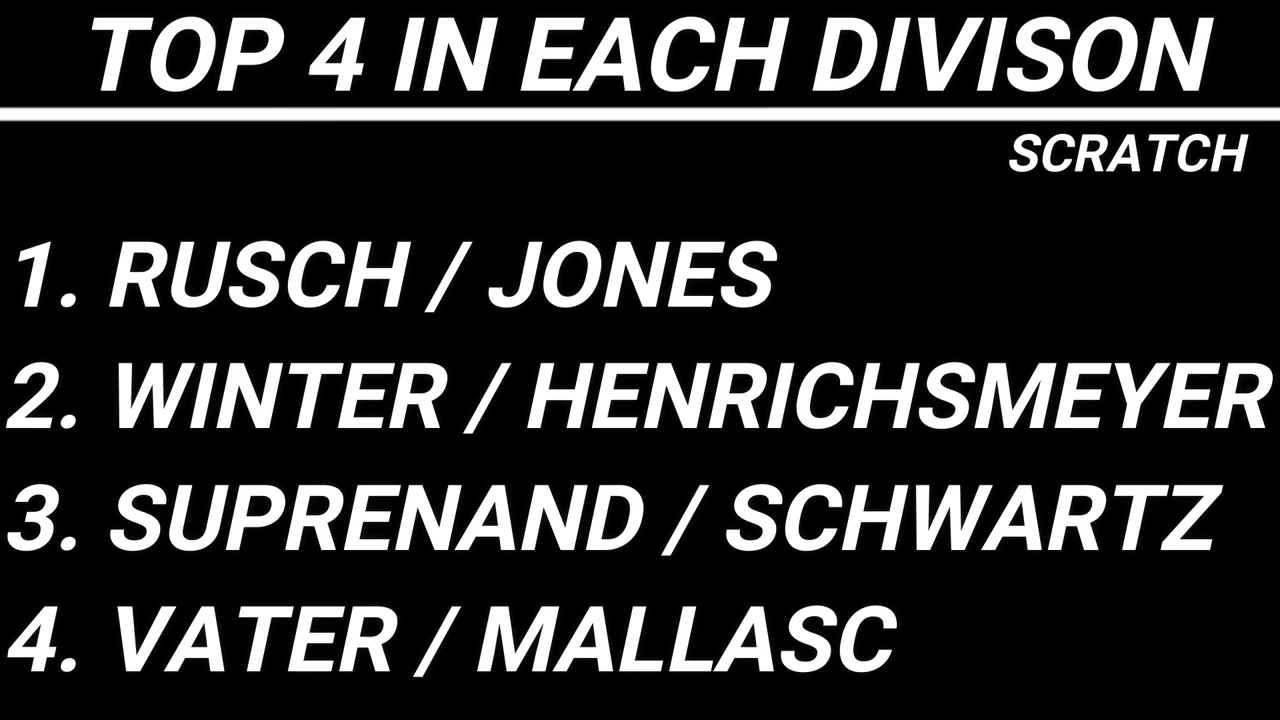 TOP 4 IN EACH DIVISON
SCRATCH
1. RUSCH / JONES
2. WINTER / HENRICHSMEYER
3. SUPRENAND / SCHWARTZ
4. VATER / MALLASC